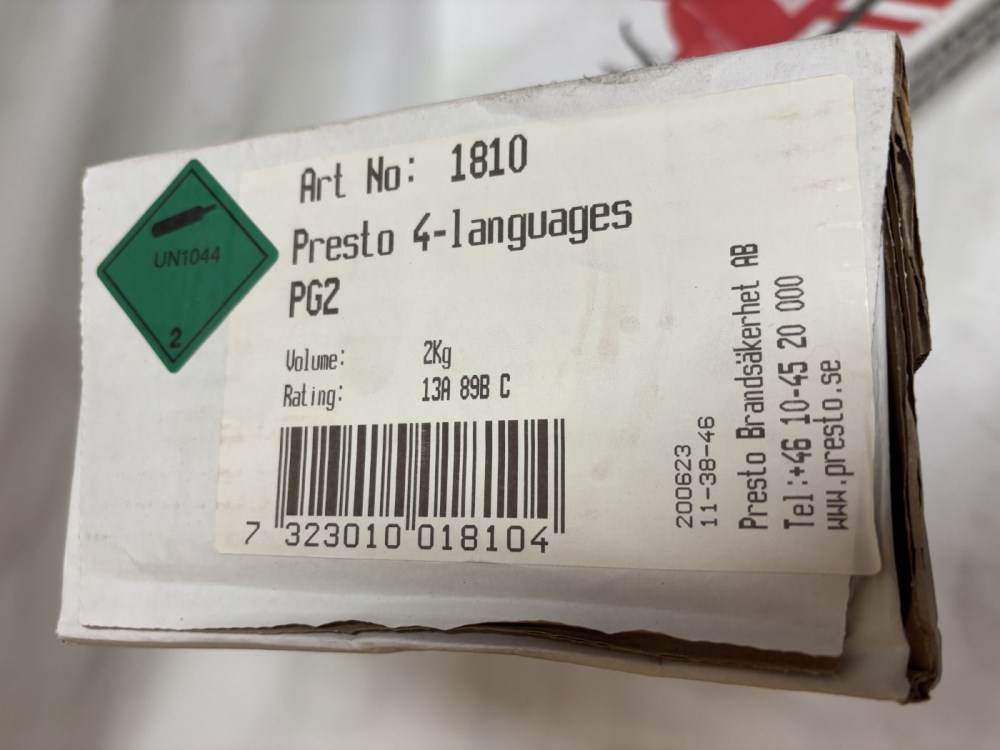 UN1044
2
Art No: 1810
Presto 4-languages
PG2
Volume: 2Kg
Rating: 13A 89B C
7 323010 018104
200623
11-38-46
Presto Brandsäkerhet AB
Tel:+46 10-45 20 000
www.presto.se